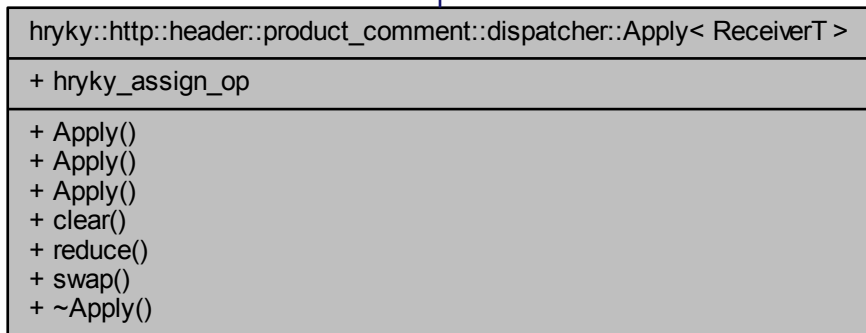 hryky::http::header::product_comment::dispatcher::Apply< ReceiverT >
+ hryky_assign_op
+ Apply()
+ Apply()
+ Apply()
+ clear()
+ reduce()
+ swap()
+ ~Apply()